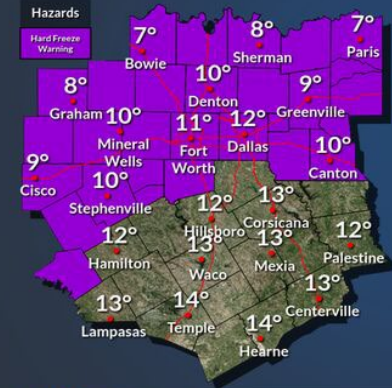 Hazards
Hard Freeze
Warning
7°
Bowie
8°
Sherman
7°
Paris
8°
Graham
10°
Denton
9°
Greenville
10°
Mineral
Wells
11°
Fort
Worth
12°
Dallas
10°
Canton
9°
Cisco
10°
Stephenville
12°
Hillsboro
13°
Corsicana
12°
Hamilton
13°
Waco
13°
Mexia
12°
Palestine
13°
Lampasas
14°
Temple
13°
Centerville
14°
Hearne